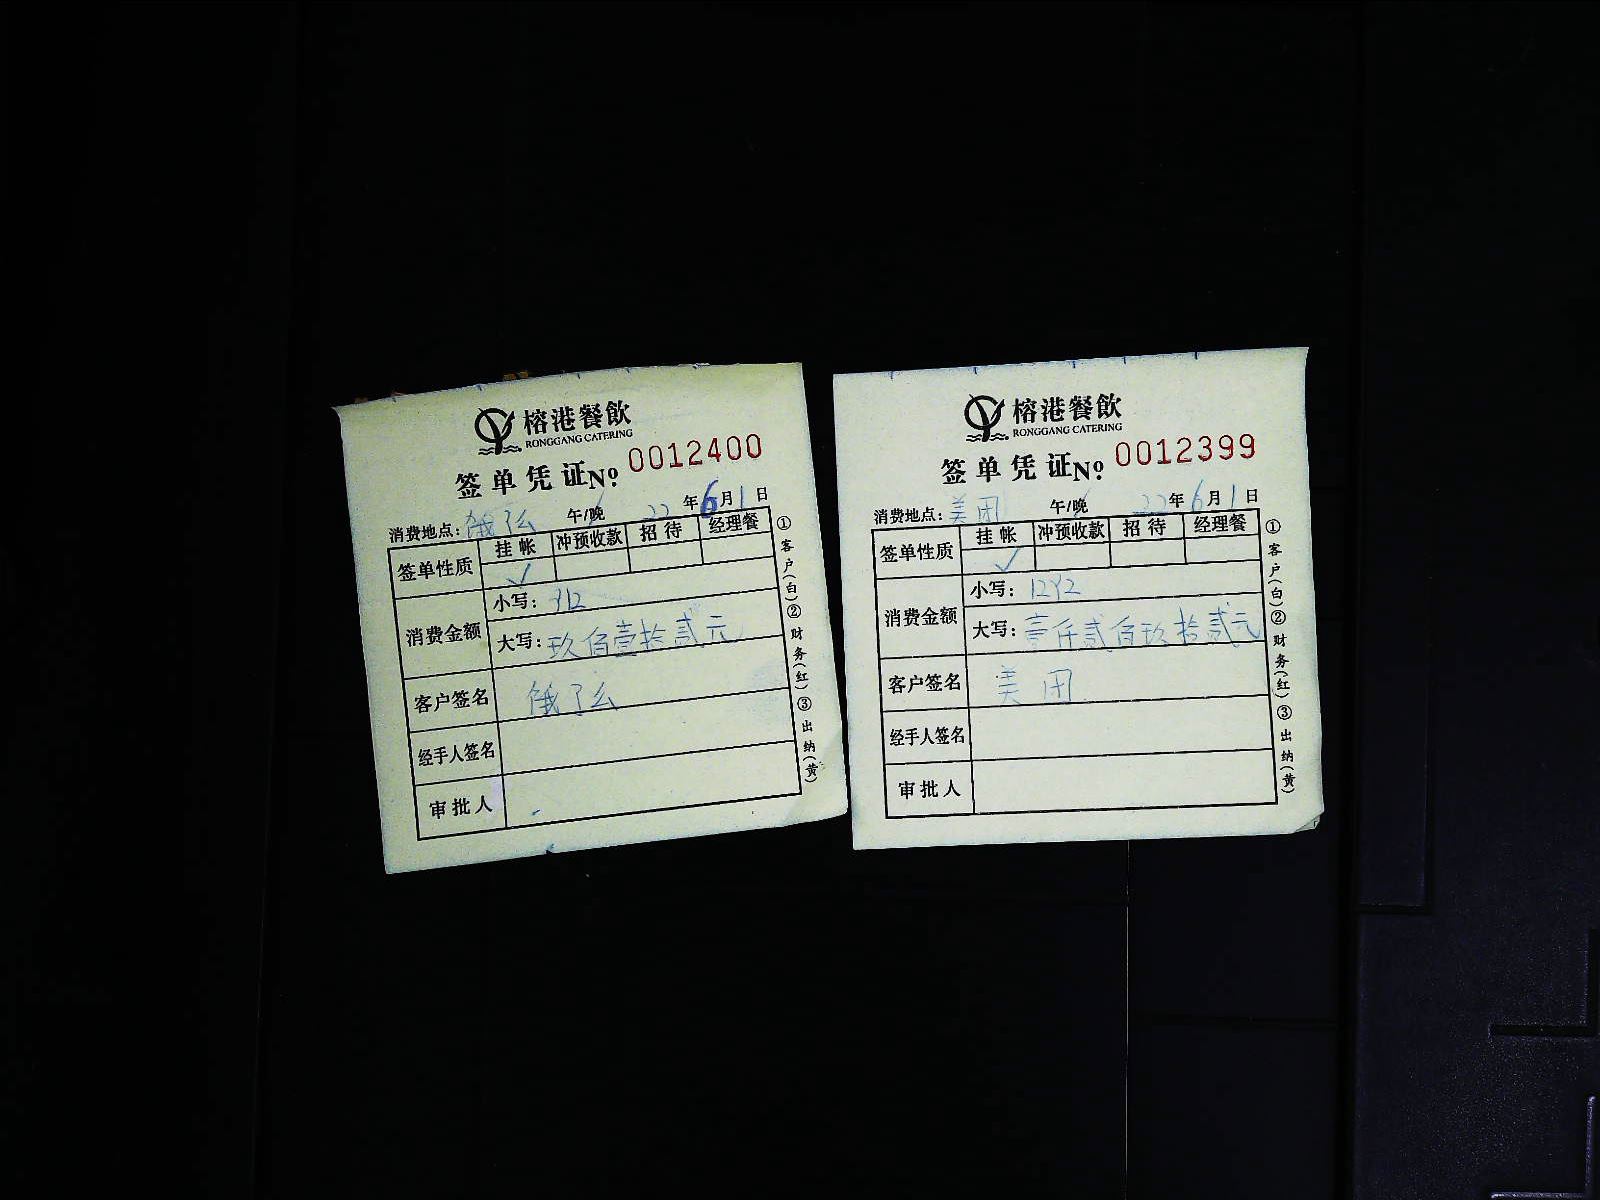 榕港餐飲
RONGGANG CATERING
签单凭证 No. 0012400
消费地点: 饿了么 午/晚 22年6月1日
签单性质 挂帐 冲预收款 招待 经理餐
✓
消费金额 小写: 912
大写: 玖佰壹拾贰元
客户签名 饿了么
经手人签名
审批人
①客户(白)②财务(红)③出纳(黄)
榕港餐飲
RONGGANG CATERING
签单凭证 No. 0012399
消费地点: 美团 午/晚 22年6月1日
签单性质 挂帐 冲预收款 招待 经理餐
✓
消费金额 小写: 1292
大写: 壹仟贰佰玖拾贰元
客户签名 美团
经手人签名
审批人
①客户(白)②财务(红)③出纳(黄)